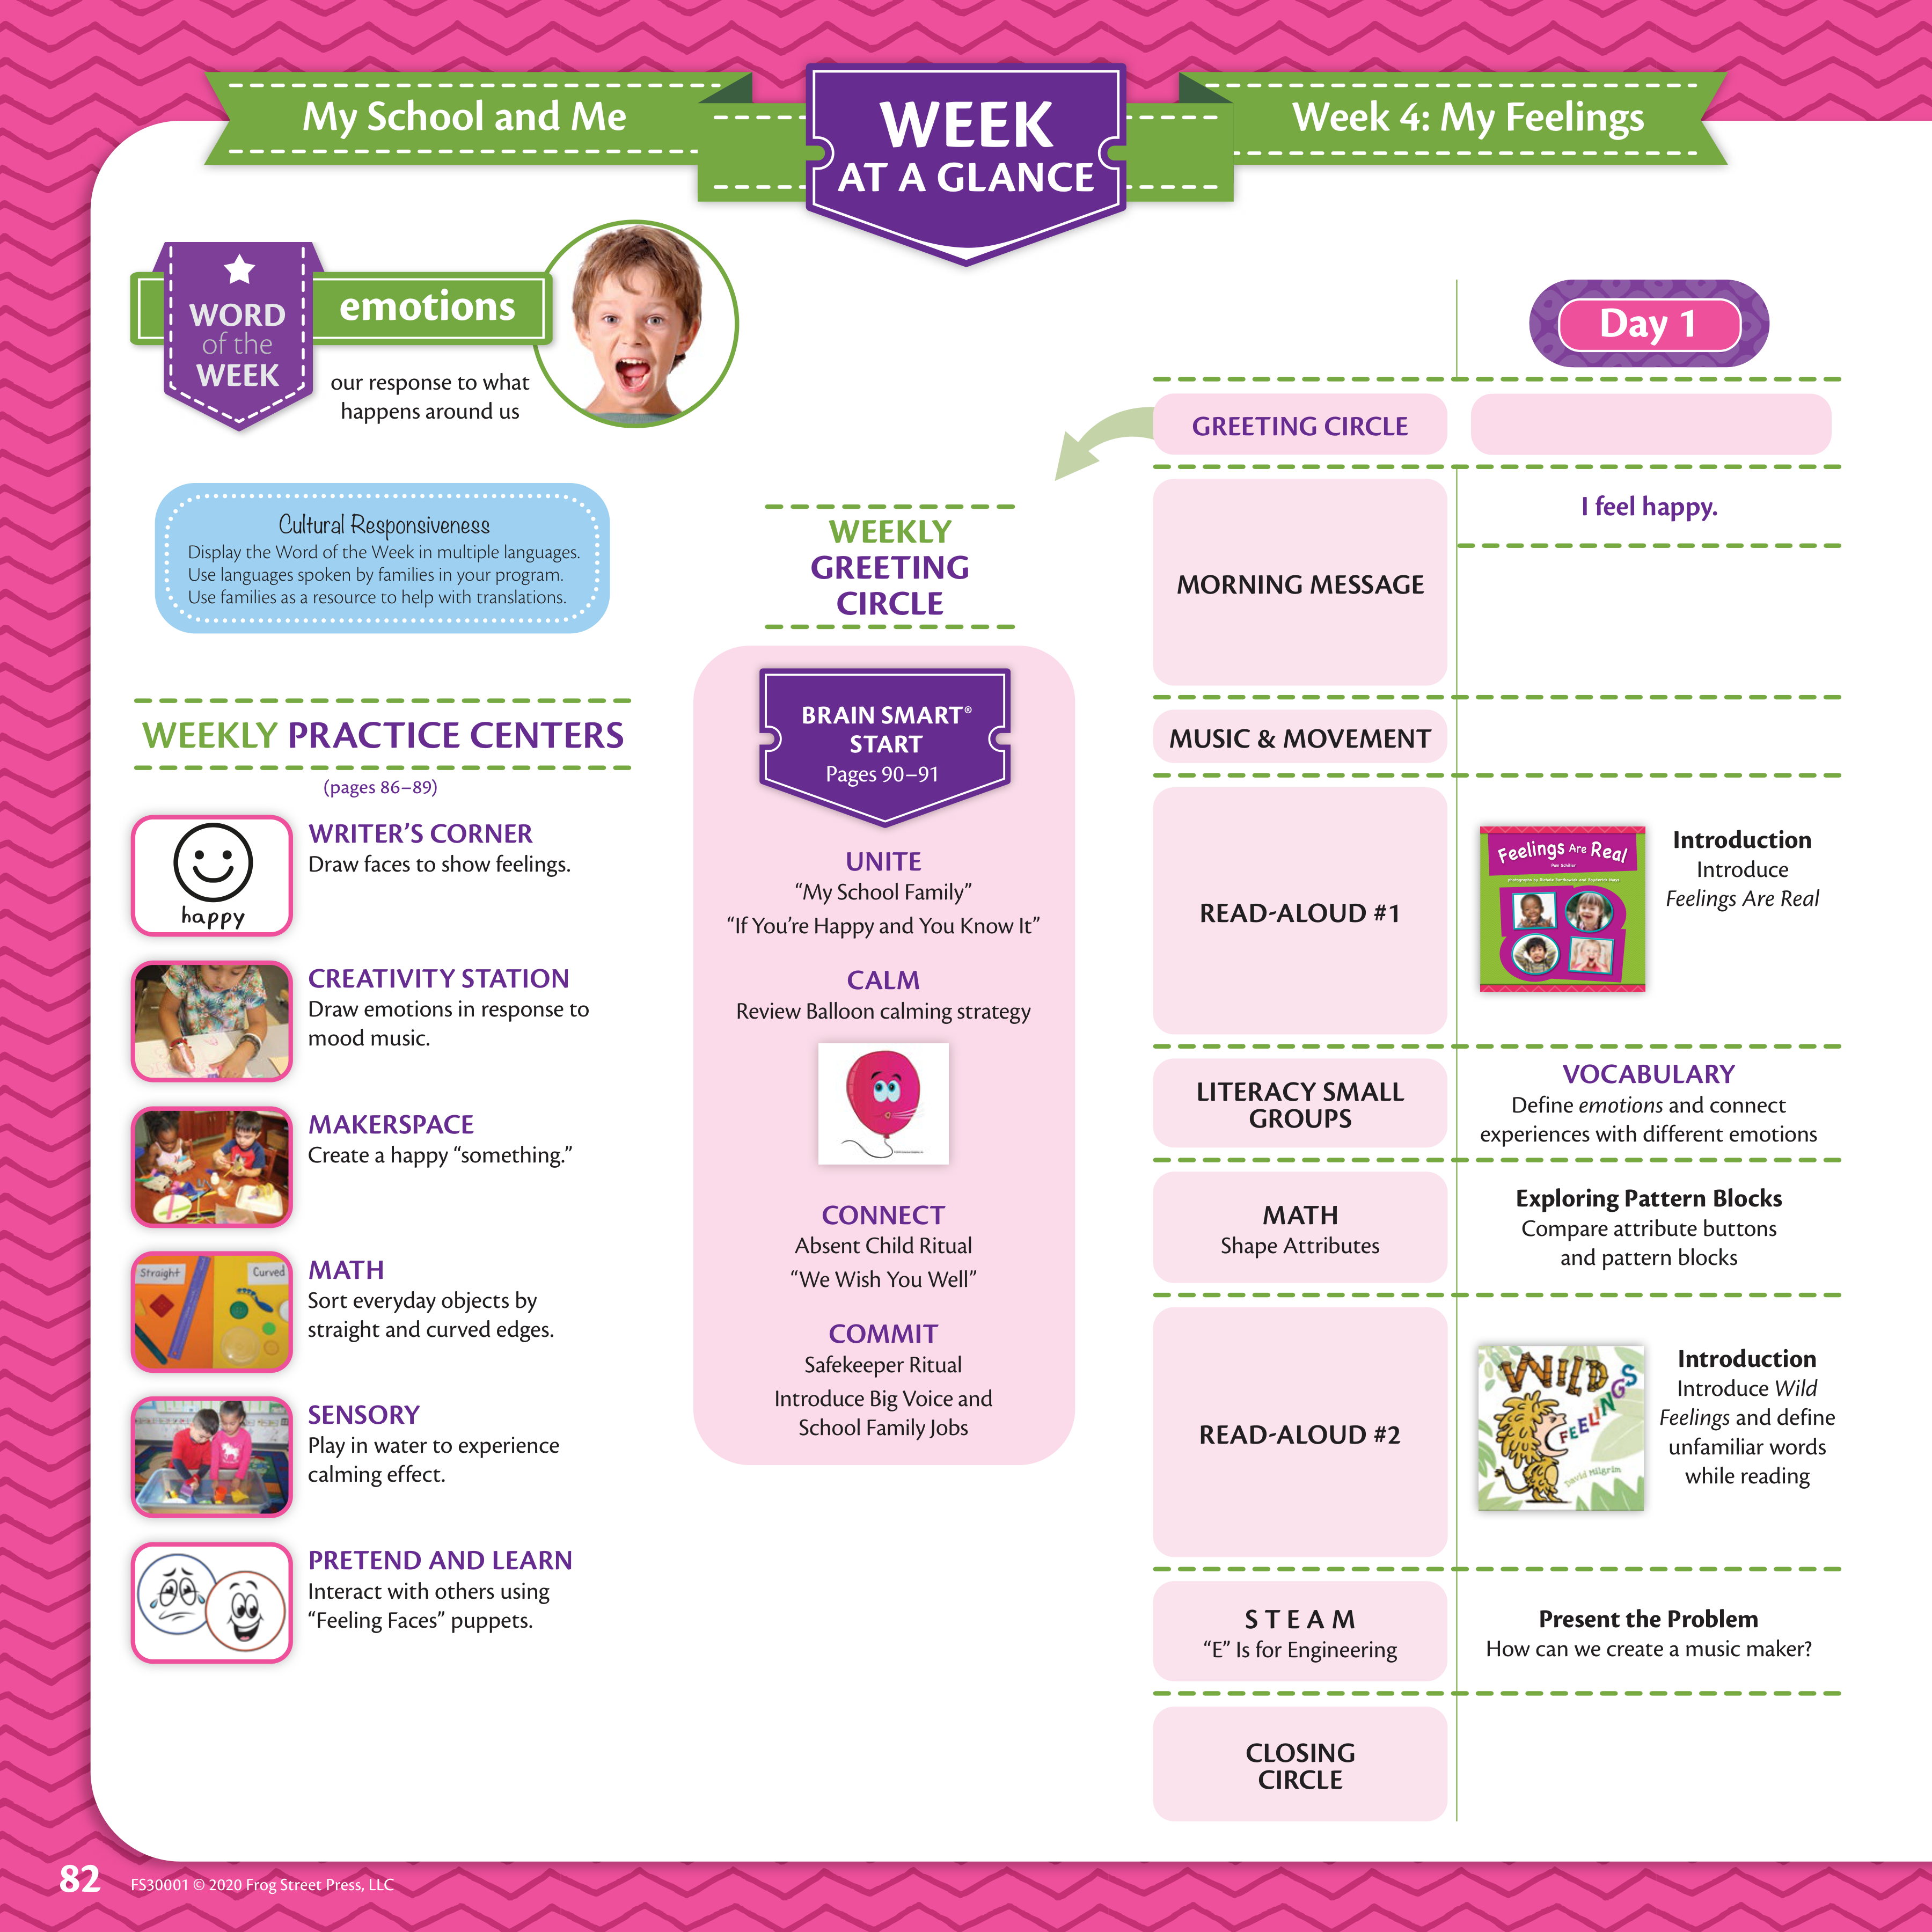 My School and Me
WEEK
AT A GLANCE
Week 4: My Feelings
WORD
of the
WEEK
emotions
our response to what
happens around us
Cultural Responsiveness
Display the Word of the Week in multiple languages.
Use languages spoken by families in your program.
Use families as a resource to help with translations.
WEEKLY PRACTICE CENTERS
(pages 86–89)
happy
WRITER’S CORNER
Draw faces to show feelings.
CREATIVITY STATION
Draw emotions in response to
mood music.
MAKERSPACE
Create a happy “something.”
Straight
Curved
MATH
Sort everyday objects by
straight and curved edges.
SENSORY
Play in water to experience
calming effect.
PRETEND AND LEARN
Interact with others using
“Feeling Faces” puppets.
WEEKLY
GREETING
CIRCLE
BRAIN SMART®
START
Pages 90–91
UNITE
“My School Family”
“If You’re Happy and You Know It”
CALM
Review Balloon calming strategy
CONNECT
Absent Child Ritual
“We Wish You Well”
COMMIT
Safekeeper Ritual
Introduce Big Voice and
School Family Jobs
Day 1
GREETING CIRCLE
MORNING MESSAGE
I feel happy.
MUSIC & MOVEMENT
READ-ALOUD #1
Feelings Are Real
Pam Schiller
Introduction
Introduce
Feelings Are Real
LITERACY SMALL
GROUPS
VOCABULARY
Define emotions and connect
experiences with different emotions
MATH
Shape Attributes
Exploring Pattern Blocks
Compare attribute buttons
and pattern blocks
READ-ALOUD #2
WILD
FEELINGS
David Milgrim
Introduction
Introduce Wild
Feelings and define
unfamiliar words
while reading
STEAM
“E” Is for Engineering
Present the Problem
How can we create a music maker?
CLOSING
CIRCLE
82
FS30001 © 2020 Frog Street Press, LLC